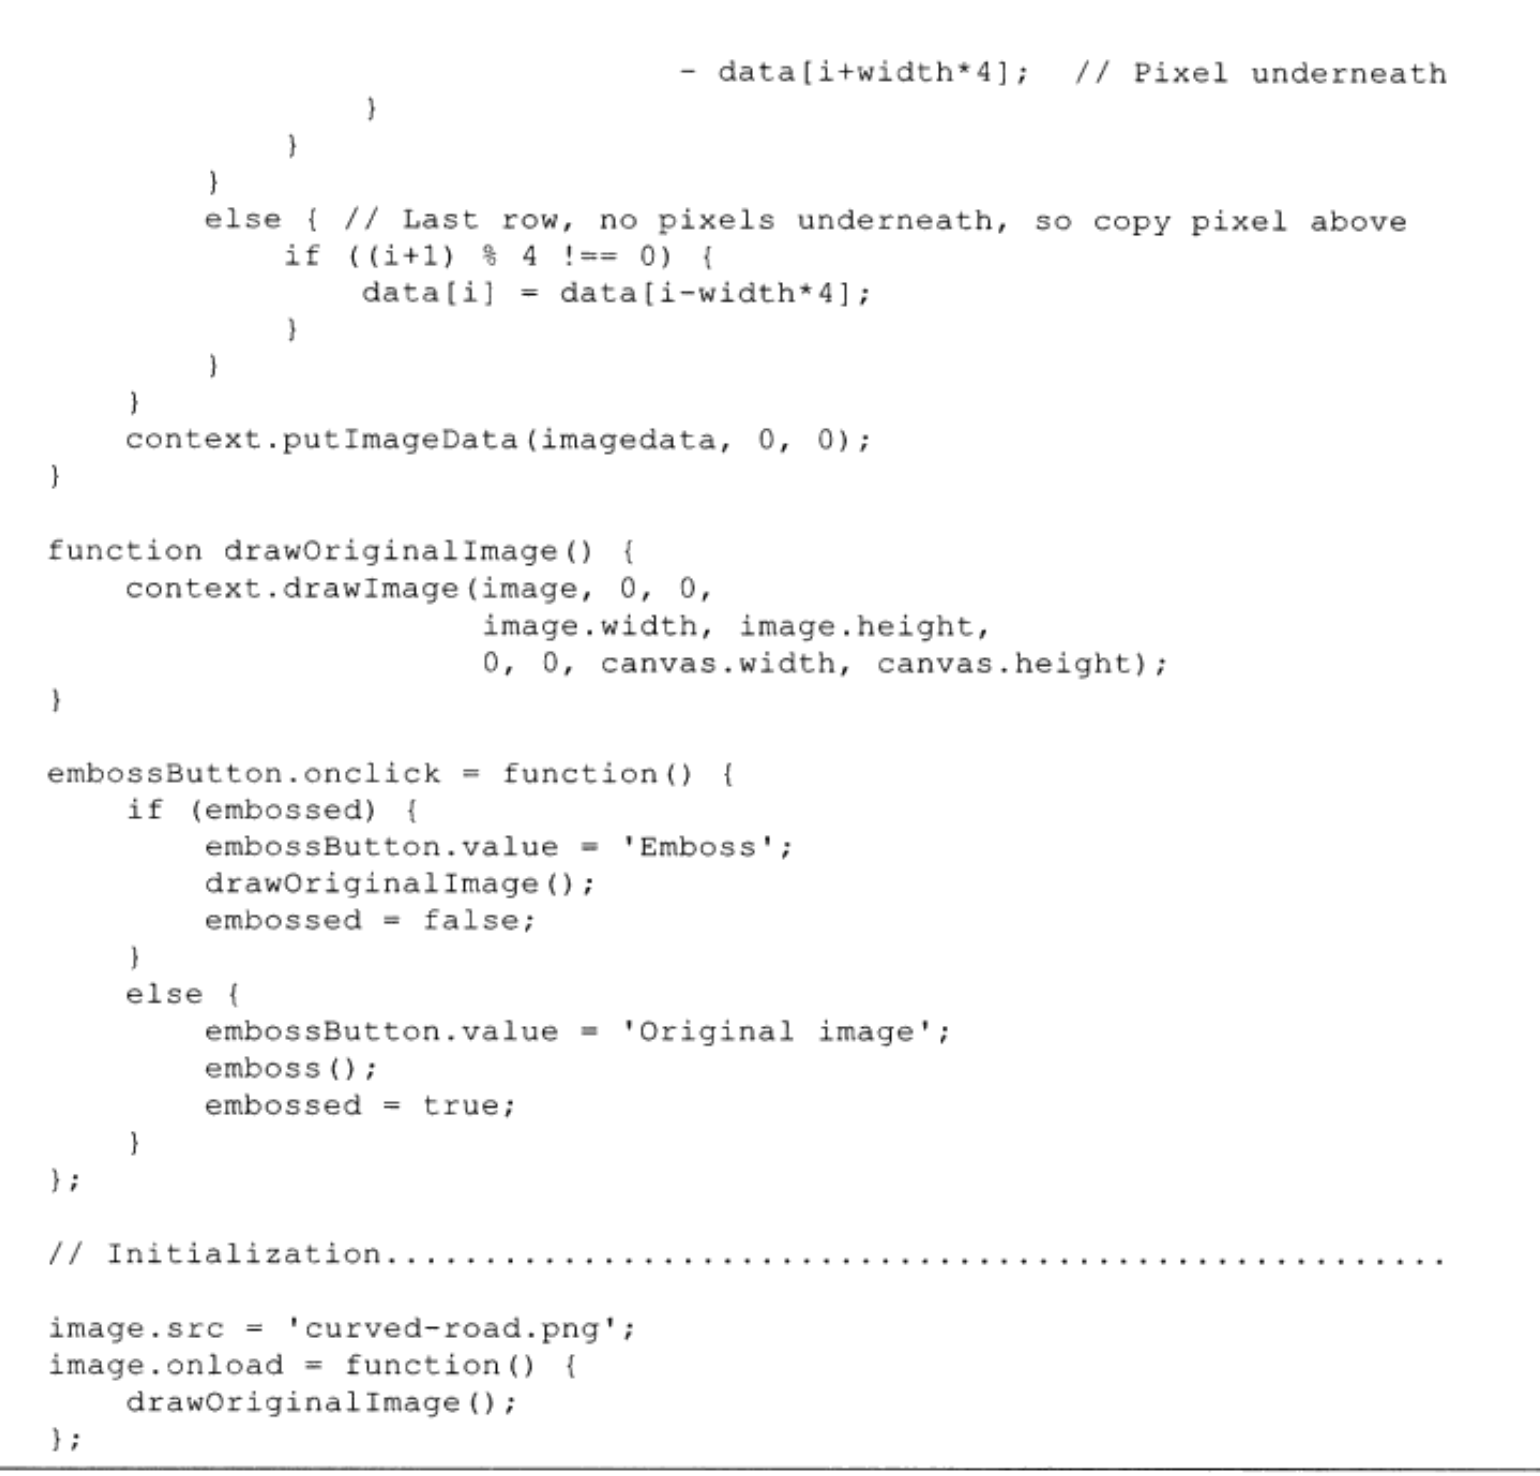 - data[i+width*4];  // Pixel underneath
}
}
}
else { // Last row, no pixels underneath, so copy pixel above
if ((i+1) % 4 !== 0) {
data[i] = data[i-width*4];
}
}
}
context.putImageData(imagedata, 0, 0);
}
function drawOriginalImage() {
context.drawImage(image, 0, 0,
image.width, image.height,
0, 0, canvas.width, canvas.height);
}
embossButton.onclick = function() {
if (embossed) {
embossButton.value = 'Emboss';
drawOriginalImage();
embossed = false;
}
else {
embossButton.value = 'Original image';
emboss();
embossed = true;
}
};
// Initialization......................................................
image.src = 'curved-road.png';
image.onload = function() {
drawOriginalImage();
};